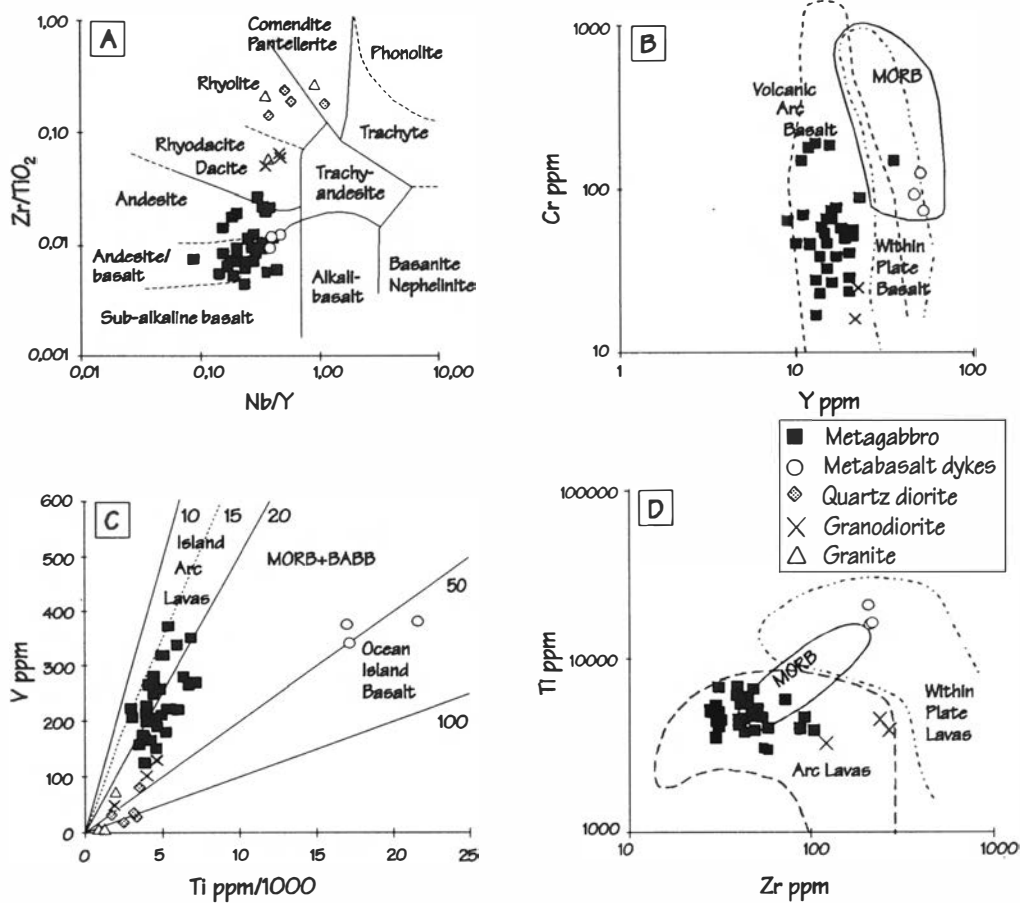 A
1,00
0,10
0,01
0,001
Zr/TiO2
Comendite
Pantellerite
Phonolite
Rhyolite
Trachyte
Rhyodacite
Dacite
Trachy-
andesite
Andesite
Andesite/
basalt
Alkali-
basalt
Basanite
Nephelinite
Sub-alkaline basalt
0,01
0,10
1,00
10,00
Nb/Y
B
1000
100
10
Cr ppm
MORB
Volcanic
Arc
Basalt
Within
Plate
Basalt
1
10
100
Y ppm
Metagabbro
Metabasalt dykes
Quartz diorite
Granodiorite
Granite
C
600
500
400
300
200
100
0
V ppm
10
15
20
Island
Arc
Lavas
MORB+BABB
50
Ocean
Island
Basalt
100
0
5
10
15
20
25
Ti ppm/1000
D
100000
10000
1000
Ti ppm
MORB
Within
Plate
Lavas
Arc Lavas
10
100
1000
Zr ppm